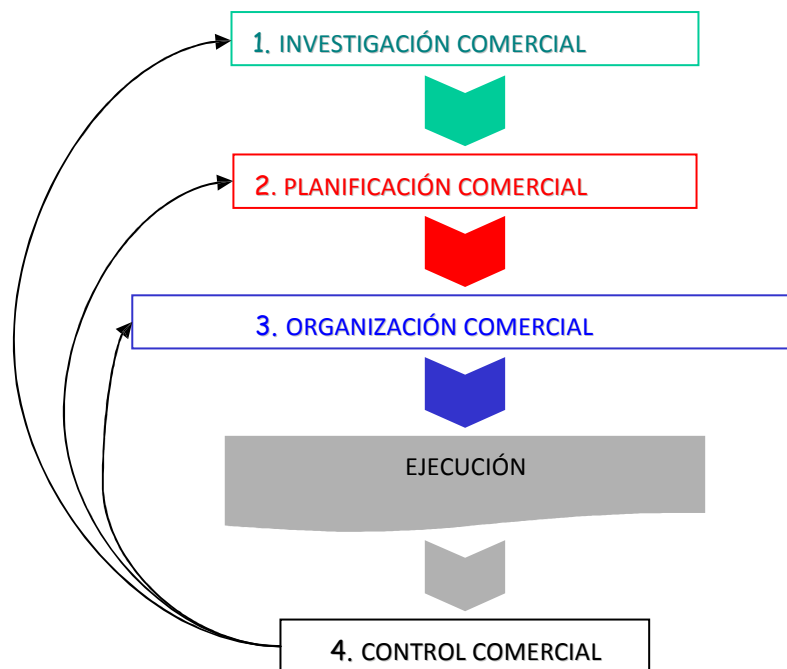 1. INVESTIGACIÓN COMERCIAL
2. PLANIFICACIÓN COMERCIAL
3. ORGANIZACIÓN COMERCIAL
EJECUCIÓN
4. CONTROL COMERCIAL